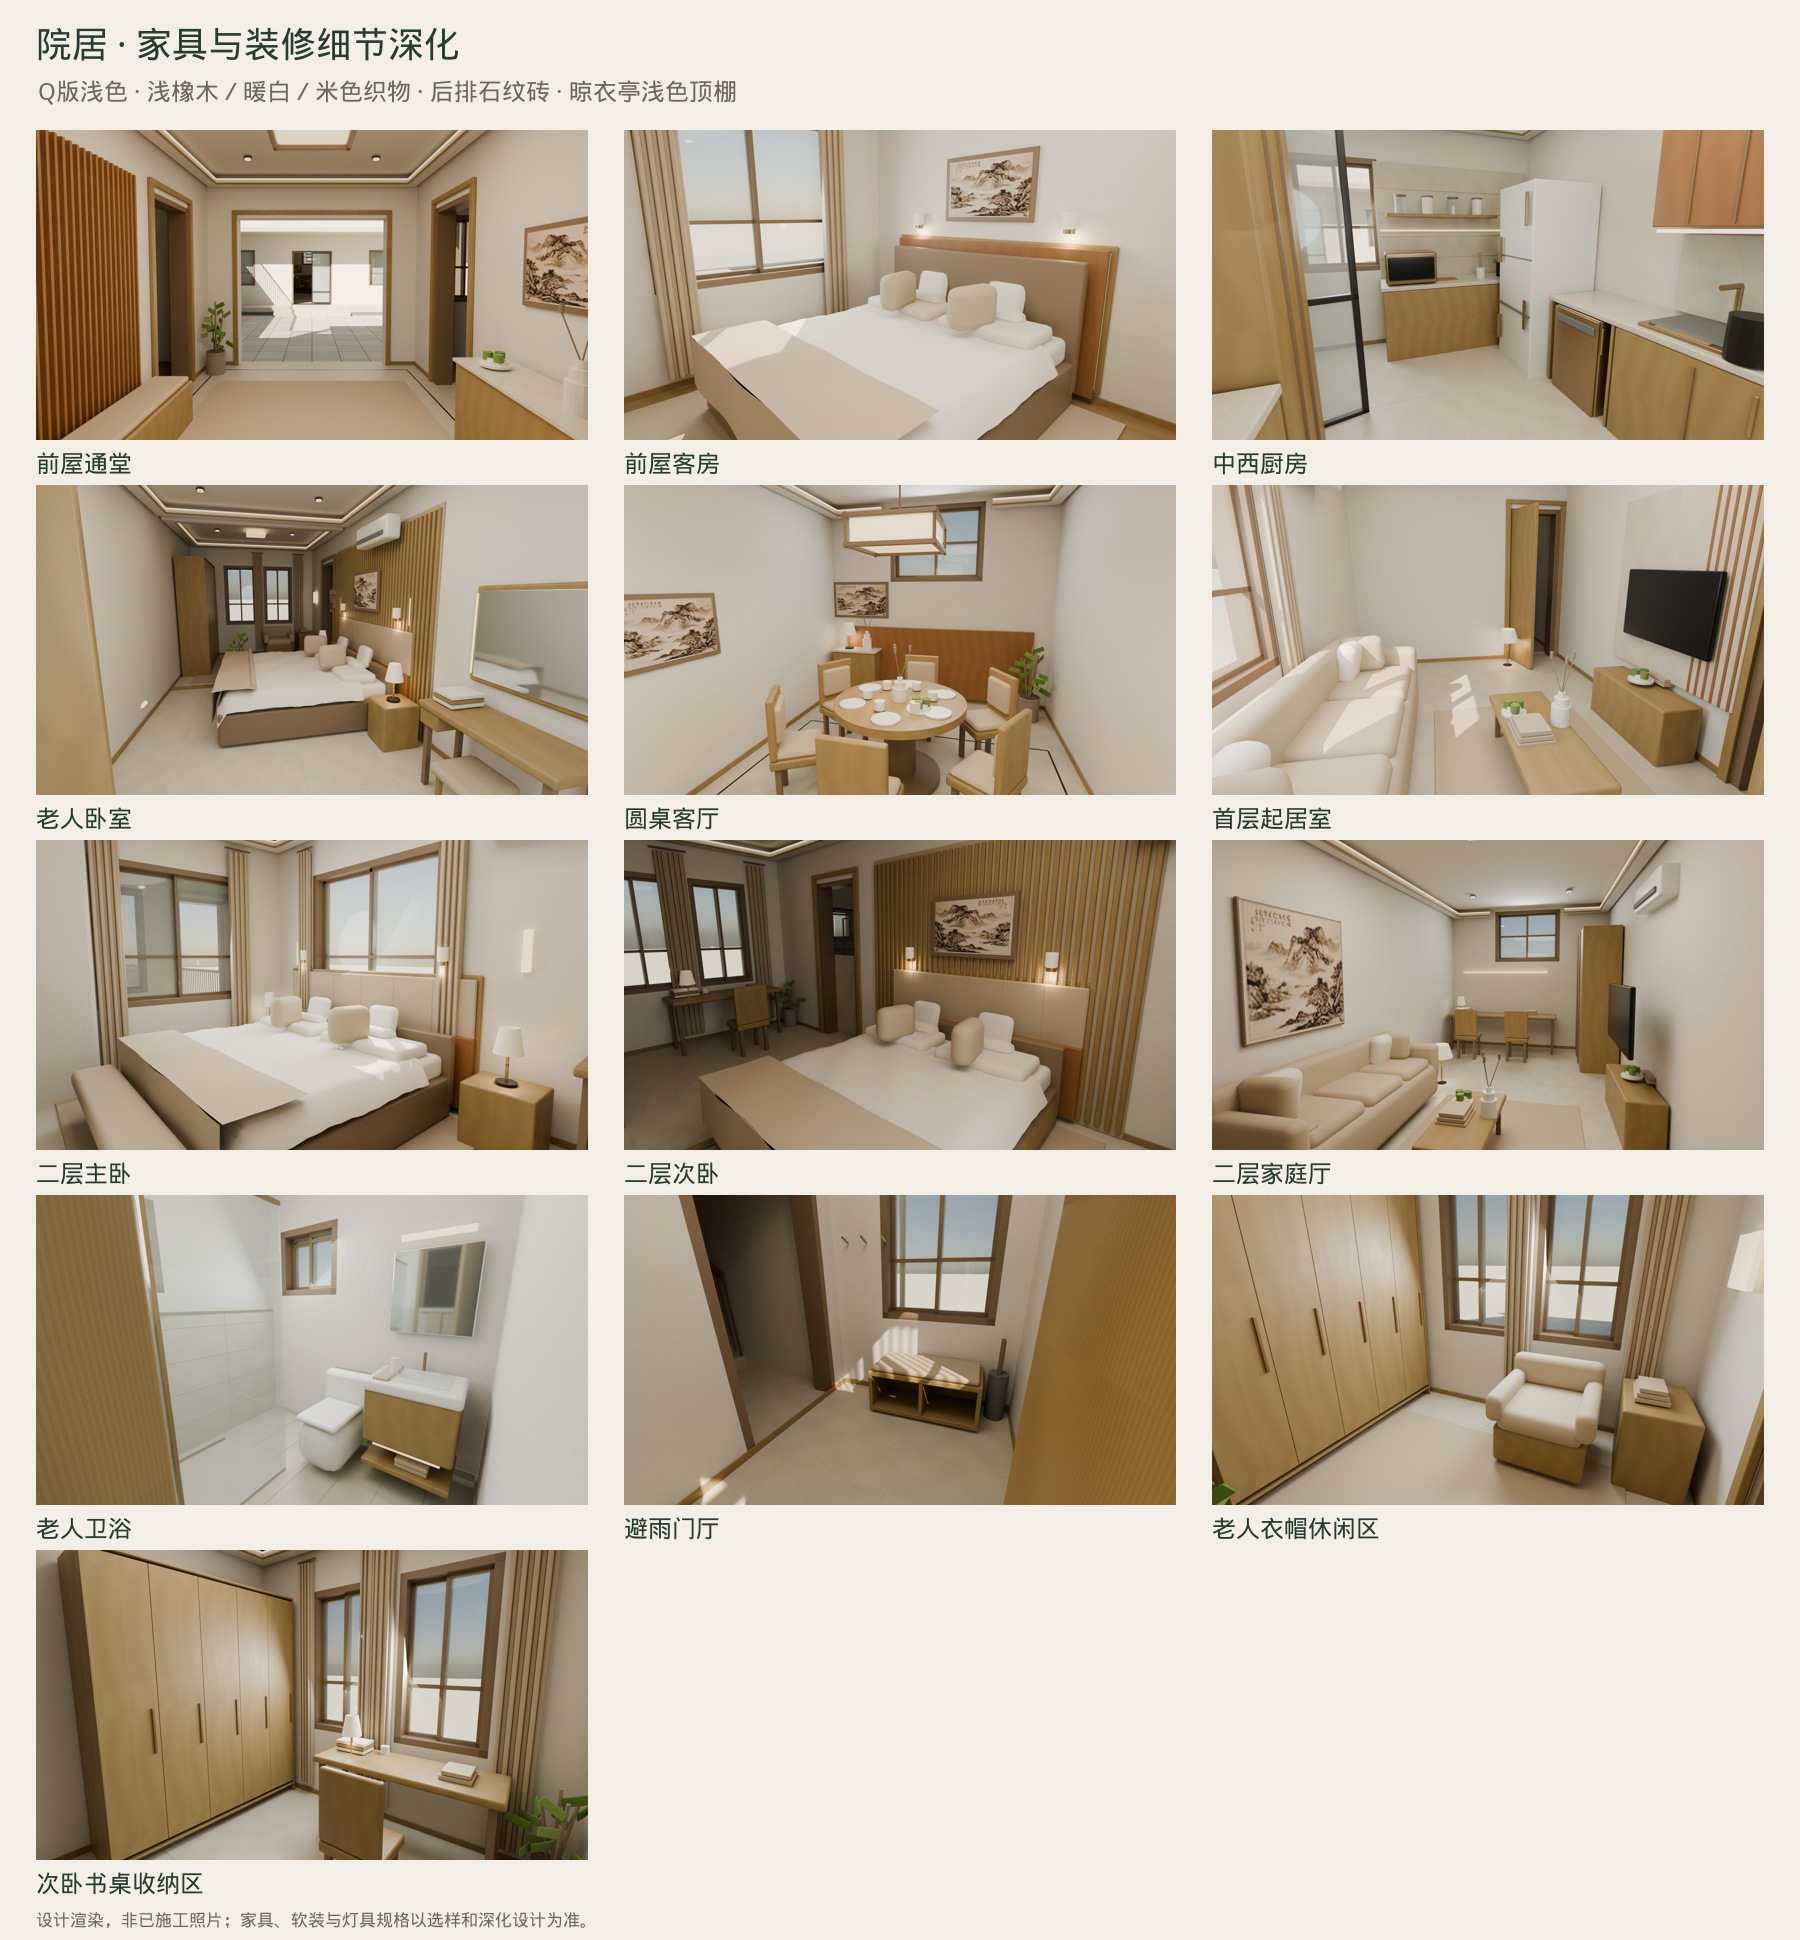 院居 · 家具与装修细节深化
Q版浅色 · 浅橡木 / 暖白 / 米色织物 · 后排石纹砖 · 晾衣亭浅色顶棚
前屋通堂
前屋客房
中西厨房
老人卧室
圆桌客厅
首层起居室
二层主卧
二层次卧
二层家庭厅
老人卫浴
避雨门厅
老人衣帽休闲区
次卧书桌收纳区
设计渲染，非已施工照片；家具、软装与灯具规格以选样和深化设计为准。